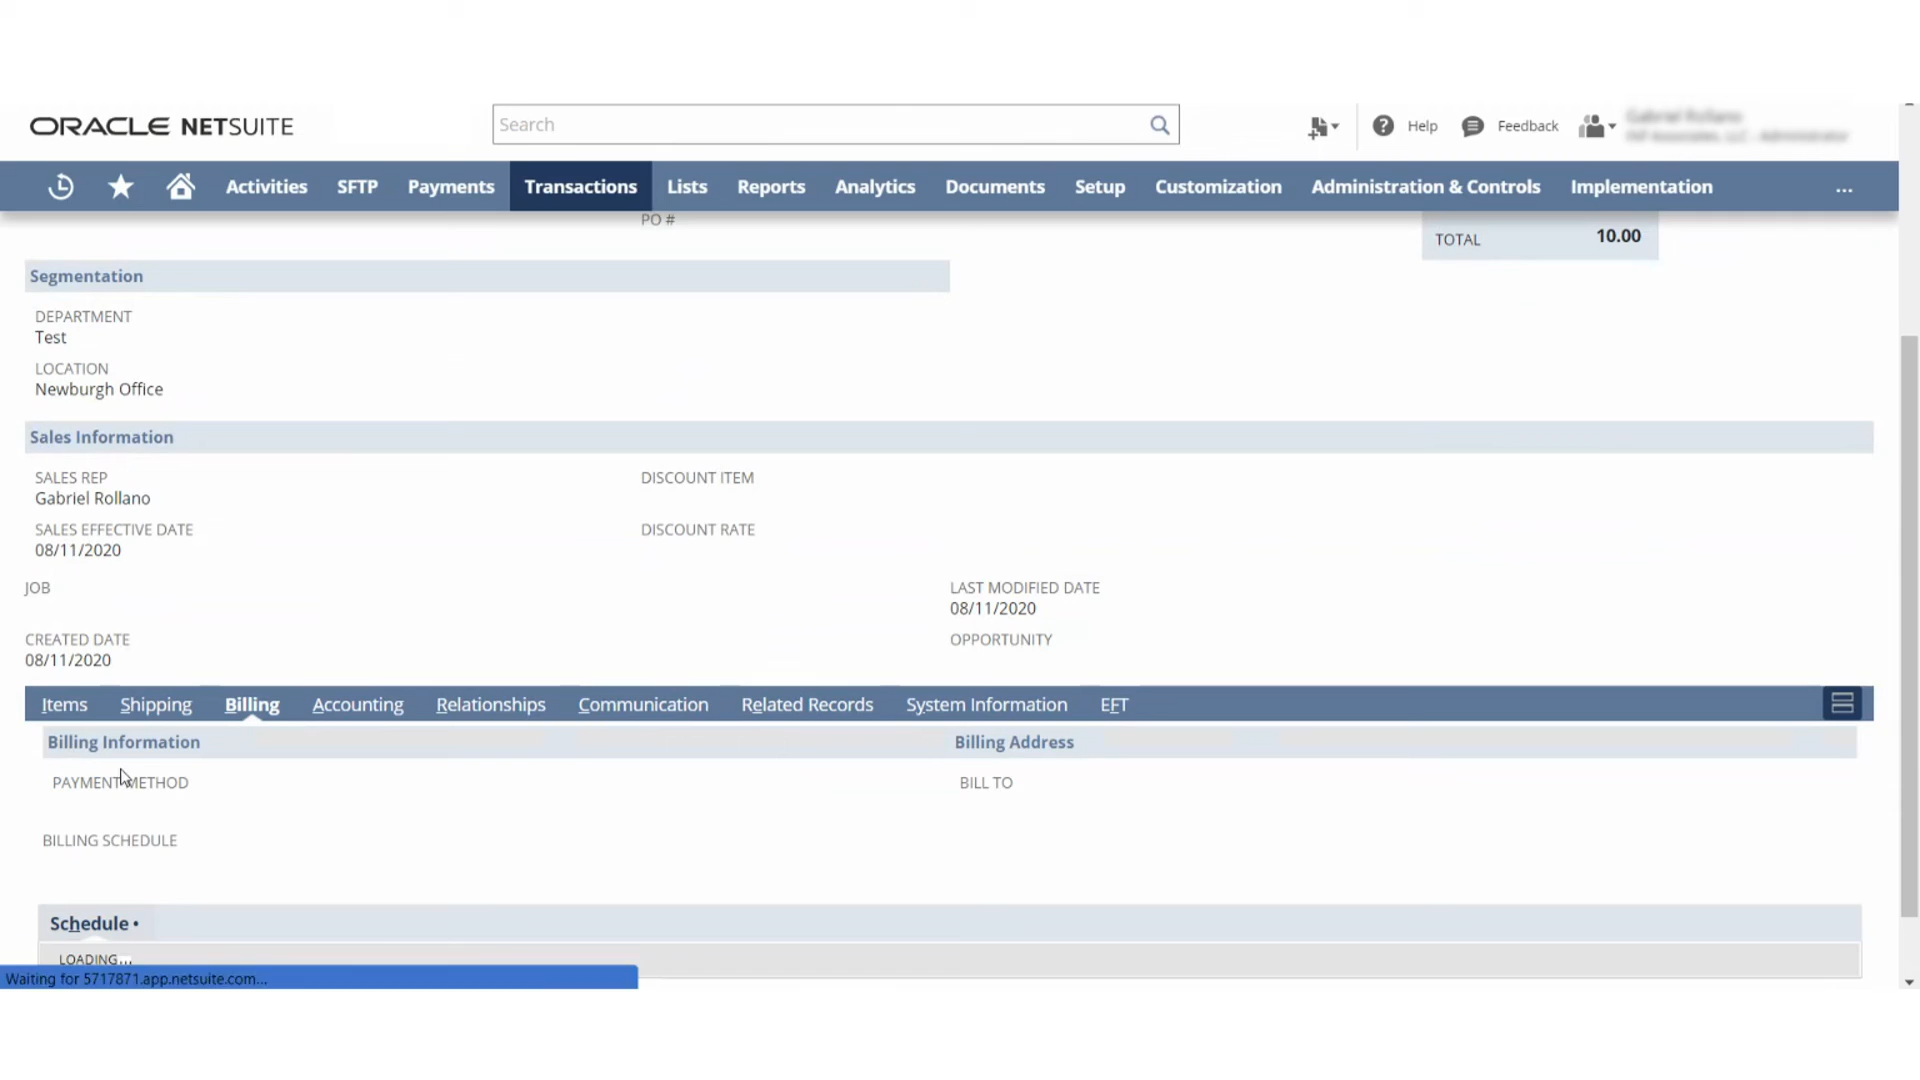 ORACLE NETSUITE
Search
Help
Feedback
Activities
SFTP
Payments
Transactions
Lists
Reports
Analytics
Documents
Setup
Customization
Administration & Controls
Implementation
...
PO #
TOTAL 10.00
Segmentation
DEPARTMENT
Test
LOCATION
Newburgh Office
Sales Information
SALES REP
Gabriel Rollano
SALES EFFECTIVE DATE
08/11/2020
DISCOUNT ITEM
DISCOUNT RATE
JOB
CREATED DATE
08/11/2020
LAST MODIFIED DATE
08/11/2020
OPPORTUNITY
Items
Shipping
Billing
Accounting
Relationships
Communication
Related Records
System Information
EFT
Billing Information
PAYMENT METHOD
BILLING SCHEDULE
Billing Address
BILL TO
Schedule •
LOADING...
Waiting for 5717871.app.netsuite.com...